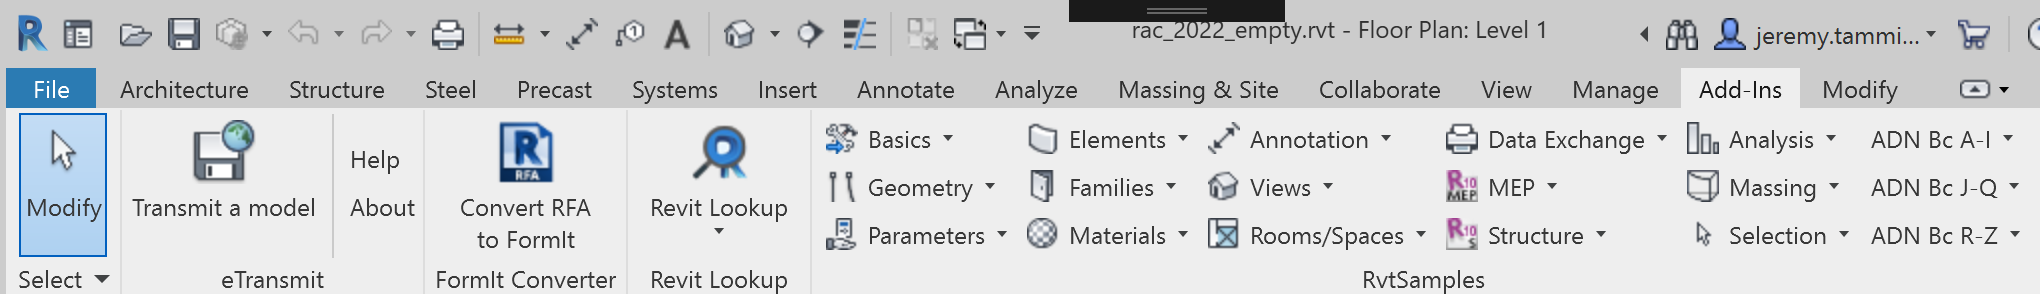 rac_2022_empty.rvt - Floor Plan: Level 1
jeremy.tammi...
File Architecture Structure Steel Precast Systems Insert Annotate Analyze Massing & Site Collaborate View Manage Add-Ins Modify
Modify
Transmit a model
Help
About
Convert RFA
to FormIt
RFA
Revit Lookup
Basics
Geometry
Parameters
Elements
Families
Materials
Annotation
Views
Rooms/Spaces
Data Exchange
R10
MEP
MEP
R10
S
Structure
Analysis
Massing
Selection
ADN Bc A-I
ADN Bc J-Q
ADN Bc R-Z
Select
eTransmit
FormIt Converter
Revit Lookup
RvtSamples